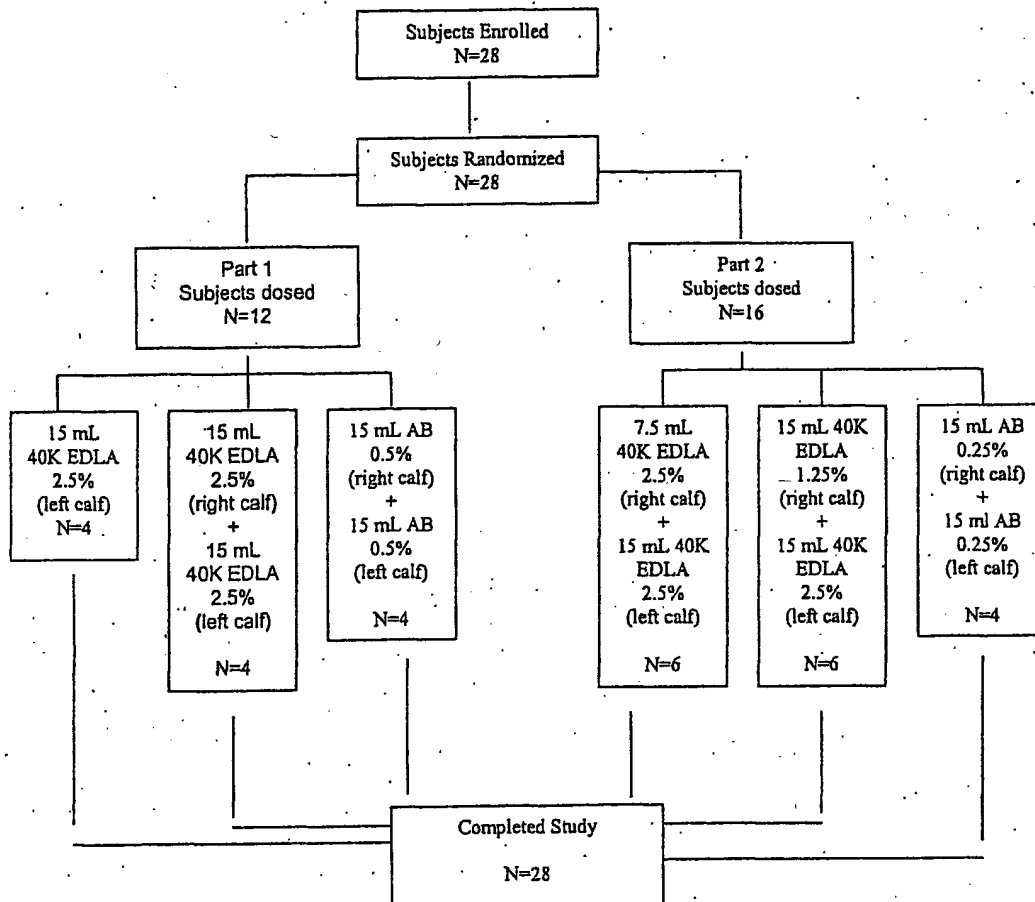 Subjects Enrolled
N=28
Subjects Randomized
N=28
Part 1
Subjects dosed
N=12
Part 2
Subjects dosed
N=16
15 mL
40K EDLA
2.5%
(left calf)
N=4
15 mL
40K EDLA
2.5%
(right calf)
+
15 mL
40K EDLA
2.5%
(left calf)
N=4
15 mL AB
0.5%
(right calf)
+
15 mL AB
0.5%
(left calf)
N=4
7.5 mL
40K EDLA
2.5%
(right calf)
+
15 mL 40K
EDLA
2.5%
(left calf)
N=6
15 mL 40K
EDLA
1.25%
(right calf)
+
15 mL 40K
EDLA
2.5%
(left calf)
N=6
15 mL AB
0.25%
(right calf)
+
15 ml AB
0.25%
(left calf)
N=4
Completed Study
N=28